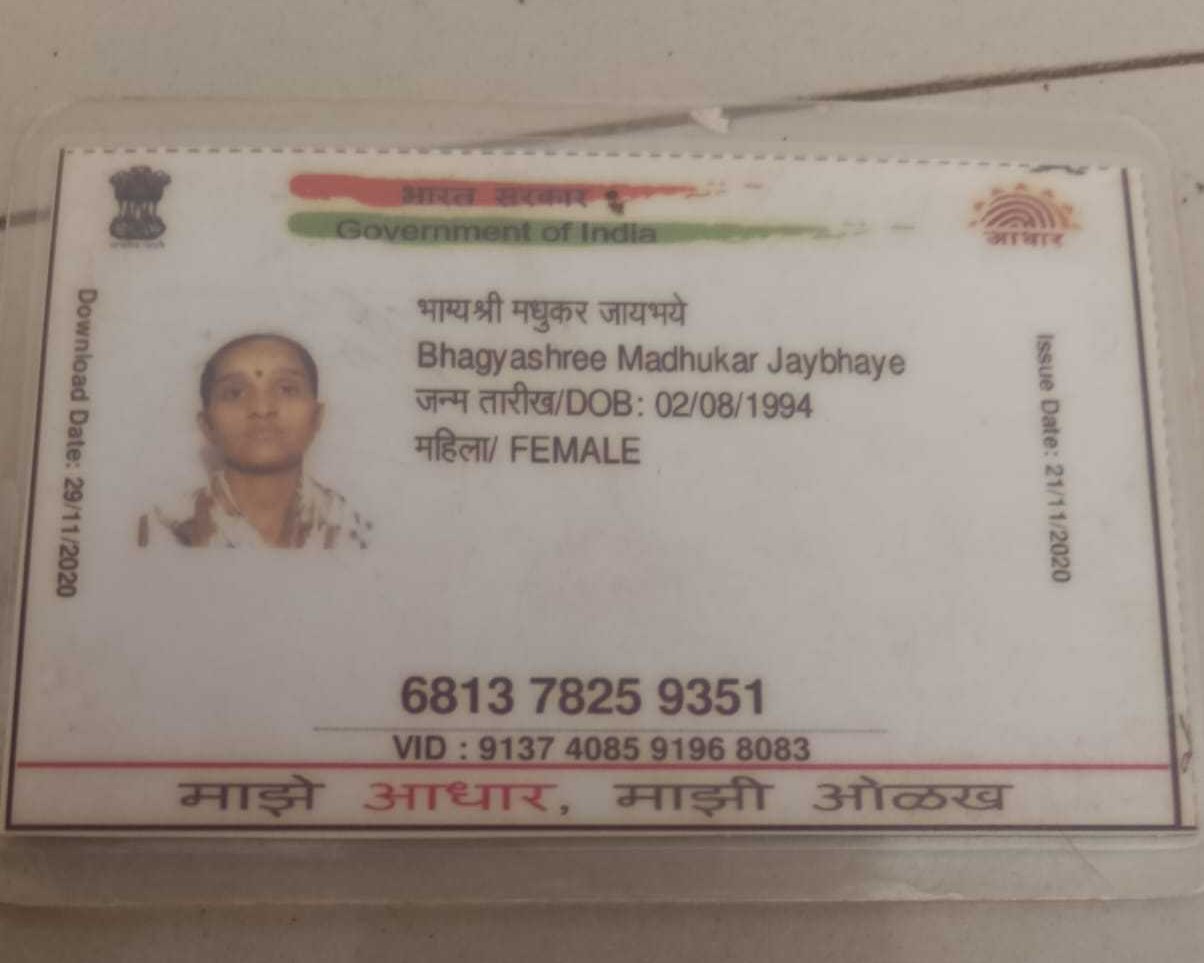 भारत सरकार
Government of India
आधार
Download Date: 29/11/2020
भाग्यश्री मधुकर जायभये
Bhagyashree Madhukar Jaybhaye
जन्म तारीख/DOB: 02/08/1994
महिला/ FEMALE
Issue Date: 21/11/2020
6813 7825 9351
VID : 9137 4085 9196 8083
माझे आधार, माझी ओळख